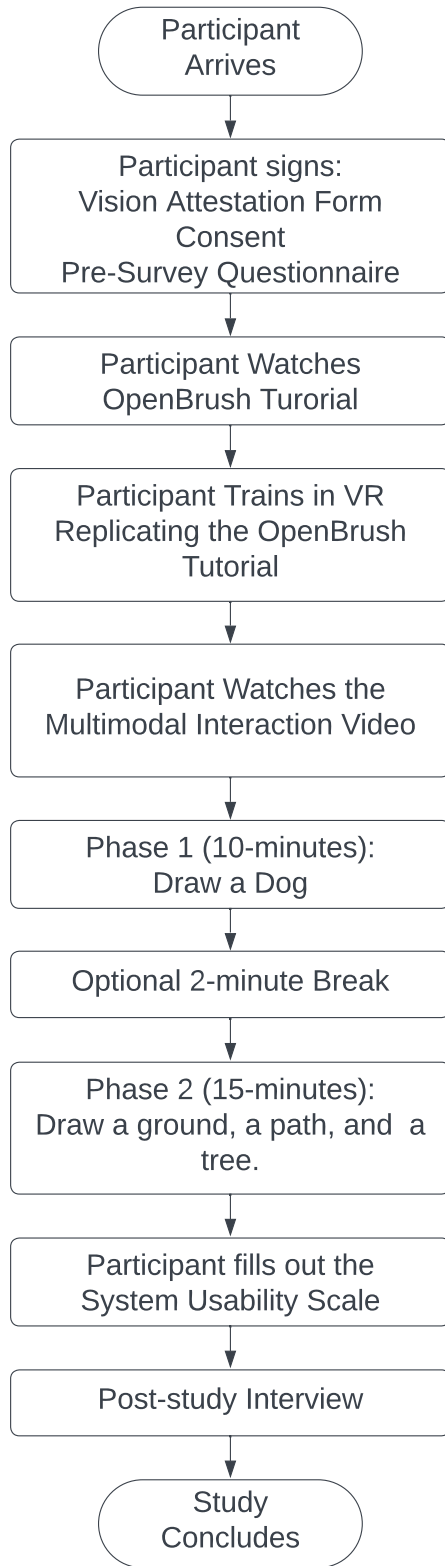 Participant
Arrives
Participant signs:
Vision Attestation Form
Consent
Pre-Survey Questionnaire
Participant Watches
OpenBrush Turorial
Participant Trains in VR
Replicating the OpenBrush
Tutorial
Participant Watches the
Multimodal Interaction Video
Phase 1 (10-minutes):
Draw a Dog
Optional 2-minute Break
Phase 2 (15-minutes):
Draw a ground, a path, and  a
tree.
Participant fills out the
System Usability Scale
Post-study Interview
Study
Concludes